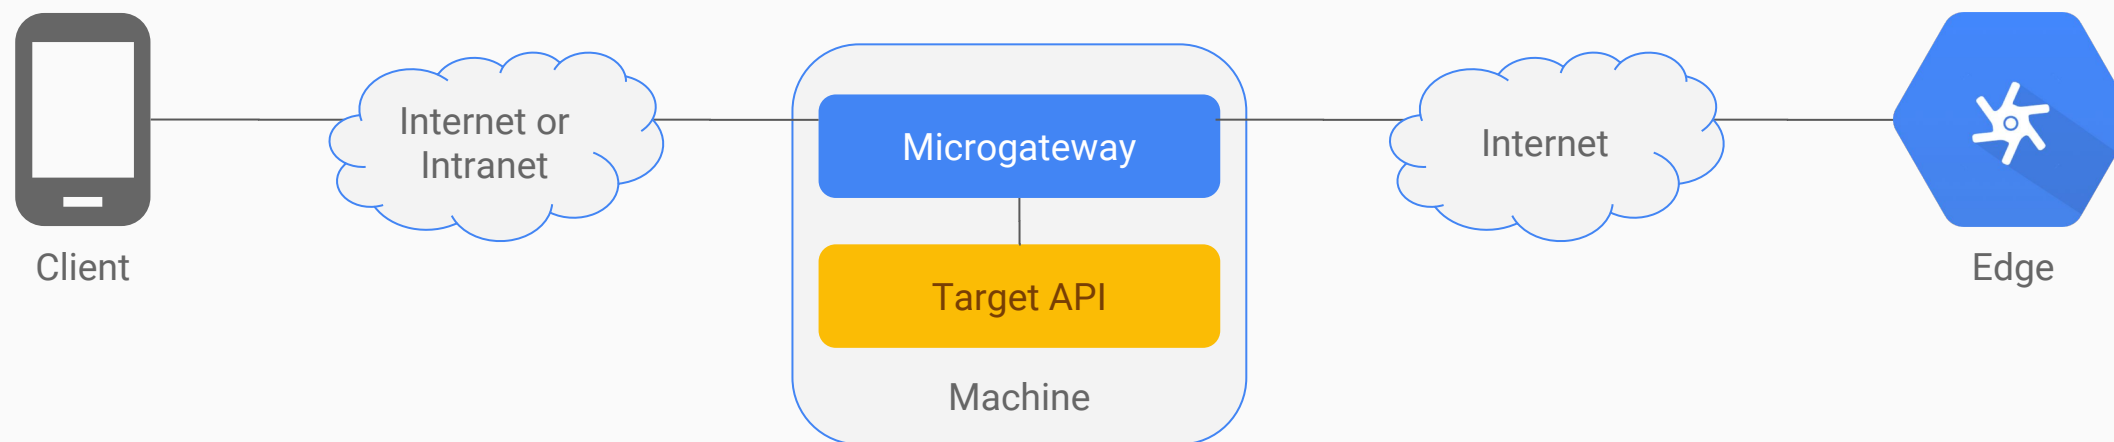 Client
Internet or
Intranet
Microgateway
Target API
Machine
Internet
Edge